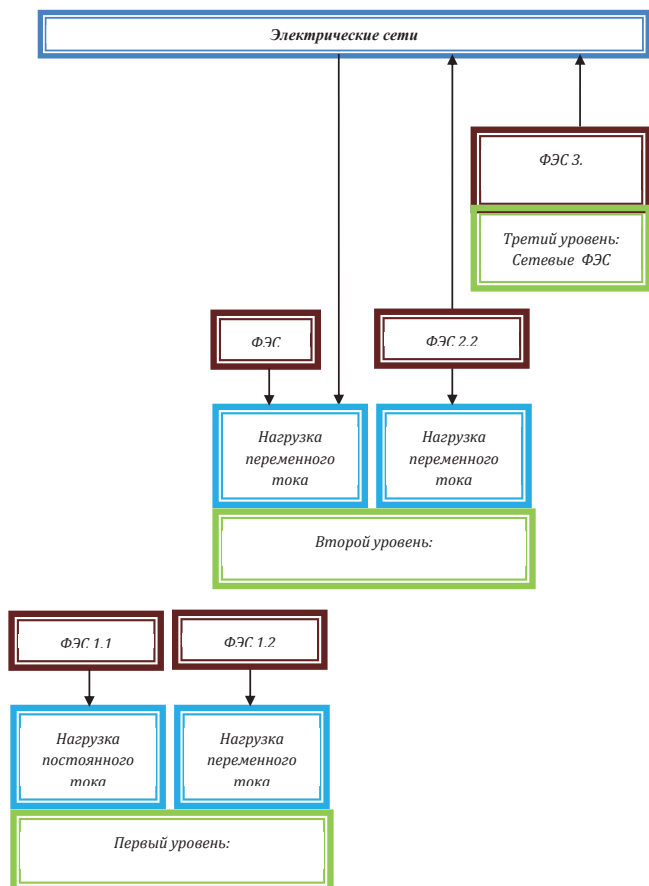 Электрические сети
ФЭС 3.
Третий уровень:
Сетевые ФЭС
ФЭС
ФЭС 2.2
Нагрузка
переменного
тока
Нагрузка
переменного
тока
Второй уровень:
ФЭС 1.1
ФЭС 1.2
Нагрузка
постоянного
тока
Нагрузка
переменного
тока
Первый уровень: